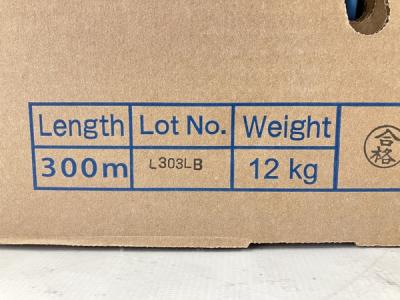 Length Lot No. Weight
300m L303LB 12 kg
合格